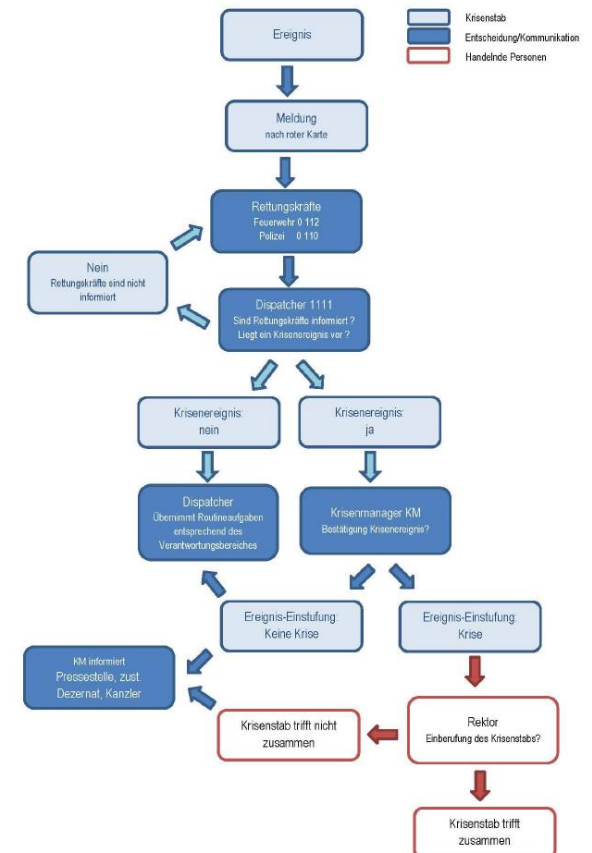 Ereignis
Krisenstab
Entscheidung/Kommunikation
Handelnde Personen
Meldung
nach roter Karte
Rettungskräfte
Feuerwehr 0 112
Polizei 0 110
Nein
Rettungskräfte sind nicht
informiert
Dispatcher 1111
Sind Rettungskräfte informiert ?
Liegt ein Krisenereignis vor ?
Krisenereignis:
nein
Krisenereignis:
ja
Dispatcher
Übernimmt Routineaufgaben
entsprechend des
Verantwortungsbereiches
Krisenmanager KM
Bestätigung Krisenereignis?
Ereignis-Einstufung:
Keine Krise
Ereignis-Einstufung:
Krise
KM informiert
Pressestelle, zust.
Dezernat, Kanzler
Krisenstab trifft nicht
zusammen
Rektor
Einberufung des Krisenstabs?
Krisenstab trifft
zusammen